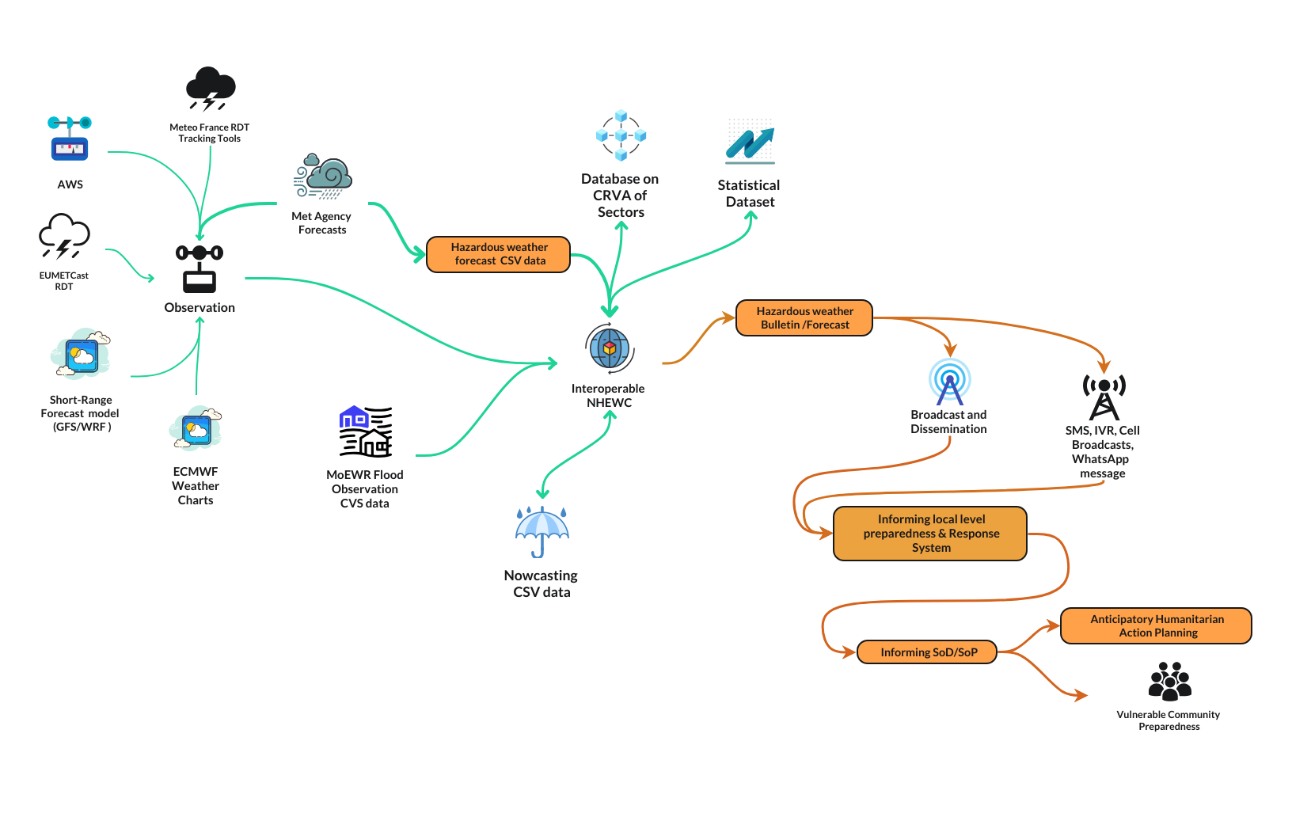 Meteo France RDT
Tracking Tools
AWS
EUMETCast
RDT
Observation
Short-Range
Forecast model
(GFS/WRF )
ECMWF
Weather
Charts
Met Agency
Forecasts
Hazardous weather
forecast CSV data
MoEWR Flood
Observation
CVS data
Database on
CRVA of
Sectors
Statistical
Dataset
Interoperable
NHEWC
Nowcasting
CSV data
Hazardous weather
Bulletin /Forecast
Broadcast and
Dissemination
SMS, IVR, Cell
Broadcasts,
WhatsApp
message
Informing local level
preparedness & Response
System
Informing SoD/SoP
Anticipatory Humanitarian
Action Planning
Vulnerable Community
Preparedness